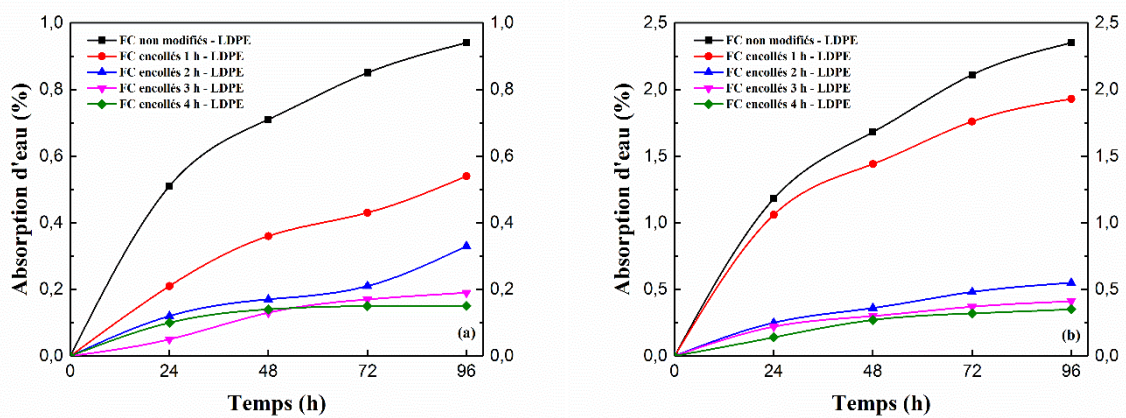 Absorption d'eau (%)
1,0
0,8
0,6
0,4
0,2
0,0
FC non modifiés - LDPE
FC encollés 1 h - LDPE
FC encollés 2 h - LDPE
FC encollés 3 h - LDPE
FC encollés 4 h - LDPE
1,0
0,8
0,6
0,4
0,2
0,0
(a)
0 24 48 72 96
Temps (h)
Absorption d'eau (%)
2,5
2,0
1,5
1,0
0,5
0,0
FC non modifiés - LDPE
FC encollés 1 h - LDPE
FC encollés 2 h - LDPE
FC encollés 3 h - LDPE
FC encollés 4 h - LDPE
2,5
2,0
1,5
1,0
0,5
0,0
(b)
0 24 48 72 96
Temps (h)